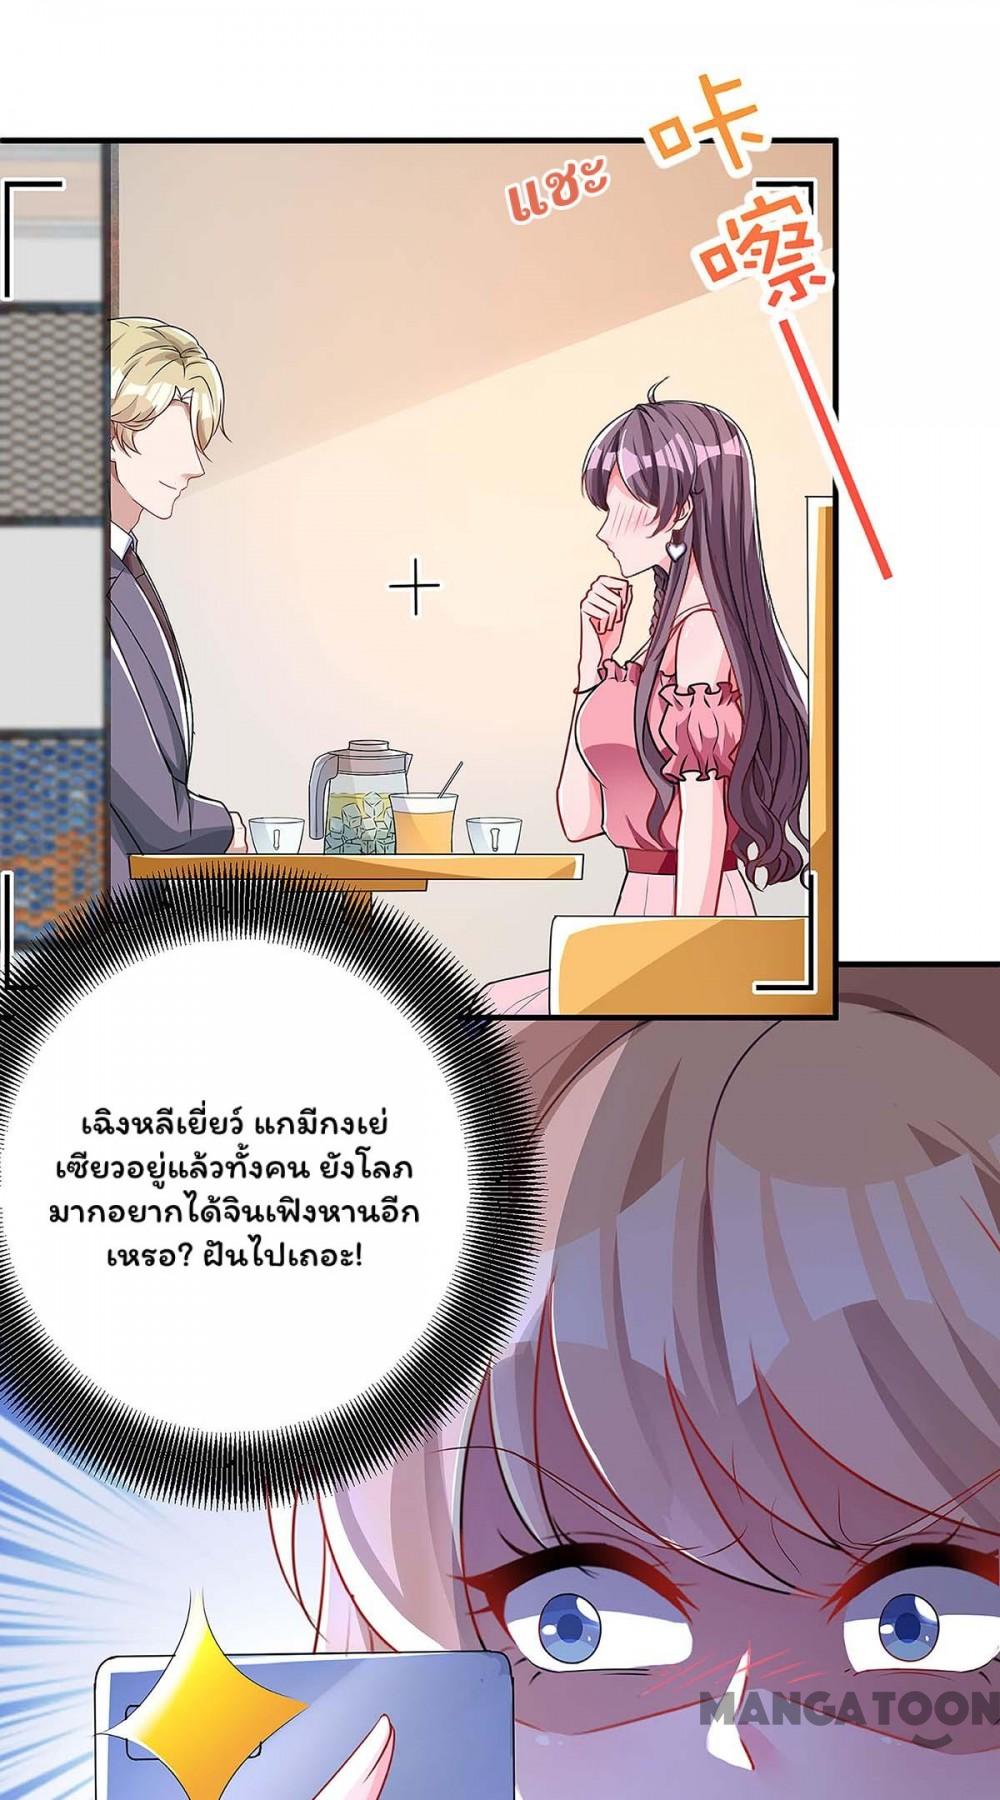 咔
嚓
แชะ
เฉิงหลีเยี่ยว์ แกมีกงเย่
เซียวอยู่แล้วทั้งคน ยังโลภ
มากอยากได้จินเฟิงหานอีก
เหรอ? ฝันไปเถอะ!
MANGATOON